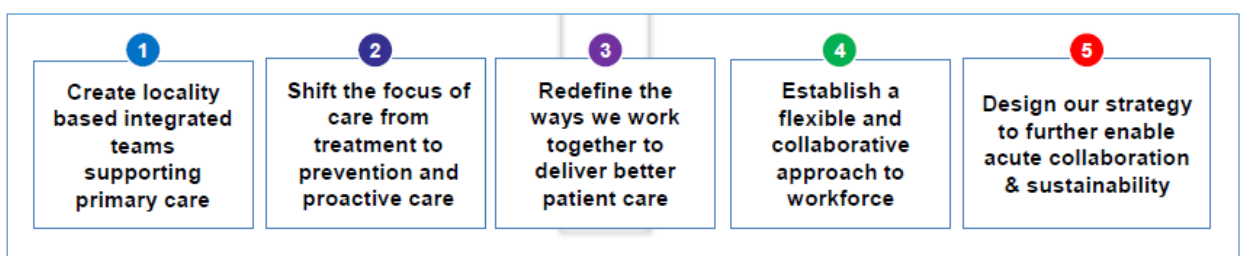 1
Create locality
based integrated
teams
supporting
primary care
2
Shift the focus of
care from
treatment to
prevention and
proactive care
3
Redefine the
ways we work
together to
deliver better
patient care
4
Establish a
flexible and
collaborative
approach to
workforce
5
Design our strategy
to further enable
acute collaboration
& sustainability